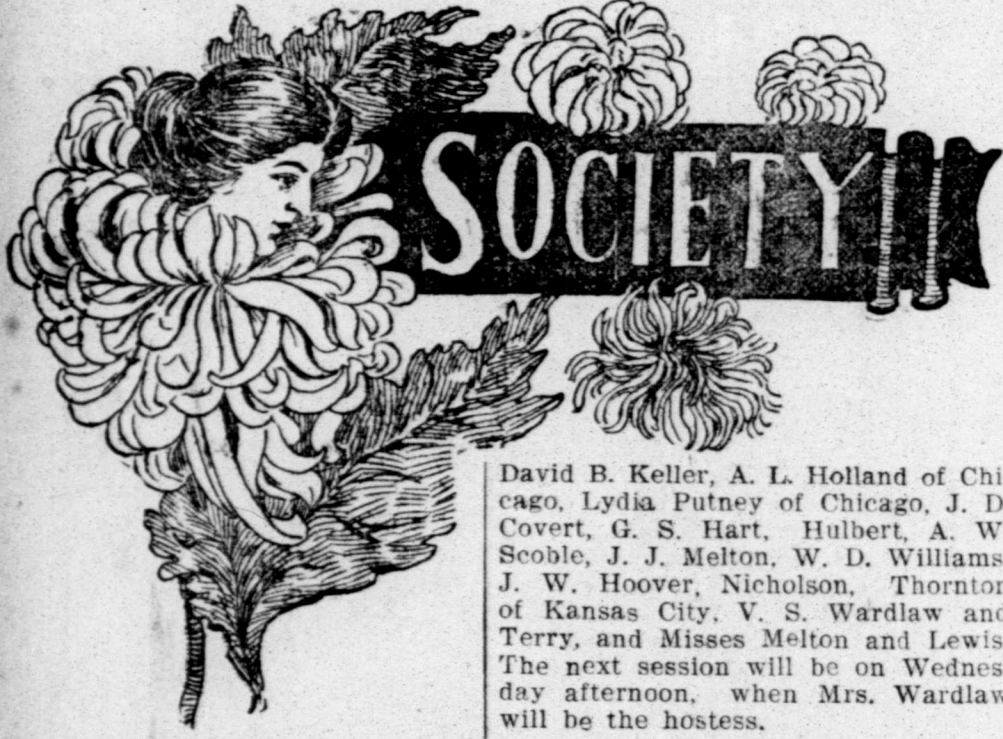 SOCIETY
David B. Keller, A. L. Holland of Chi
cago, Lydia Putney of Chicago, J. D
Covert, G. S. Hart, Hulbert, A. W
Scoble, J. J. Melton, W. D. Williams
J. W. Hoover, Nicholson, Thornton
of Kansas City, V. S. Wardlaw and
Terry, and Misses Melton and Lewis
The next session will be on Wednes
day afternoon, when Mrs. Wardlaw
will be the hostess.